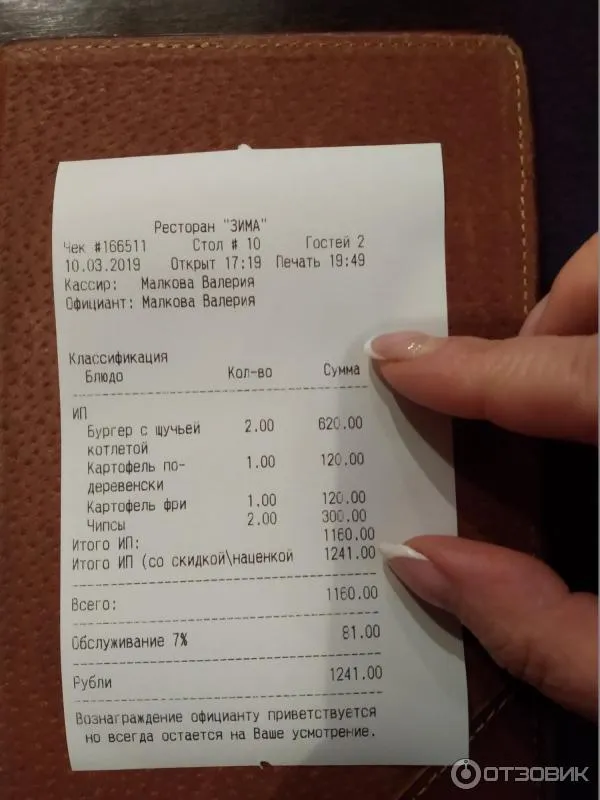 Ресторан "ЗИМА"
Чек #166511 Стол # 10 Гостей 2
10.03.2019 Открыт 17:19 Печать 19:49
Кассир: Малкова Валерия
Официант: Малкова Валерия
Классификация
Блюдо Кол-во Сумма
ИП
Бургер с щучьей 2.00 620.00
котлетой
Картофель по- 1.00 120.00
деревенски
Картофель фри 1.00 120.00
Чипсы 2.00 300.00
Итого ИП: 1160.00
Итого ИП (со скидкой\наценкой 1241.00
Всего: 1160.00
Обслуживание 7% 81.00
Рубли 1241.00
Вознаграждение официанту приветствуется
но всегда остается на Ваше усмотрение.
ОТЗОВИК